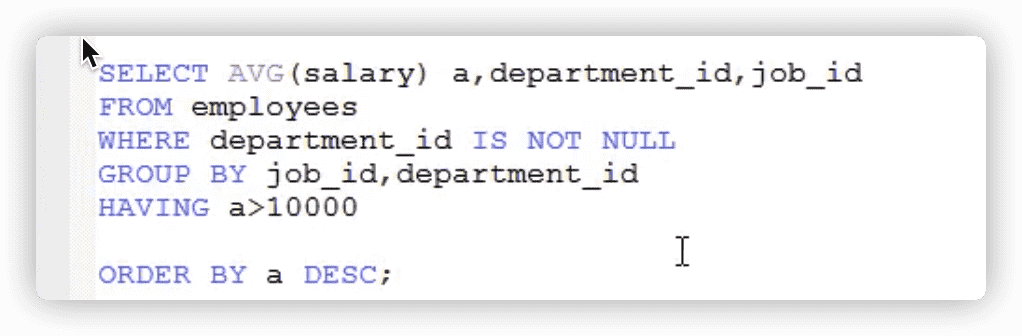 SELECT AVG(salary) a,department_id,job_id
FROM employees
WHERE department_id IS NOT NULL
GROUP BY job_id,department_id
HAVING a>10000
ORDER BY a DESC;